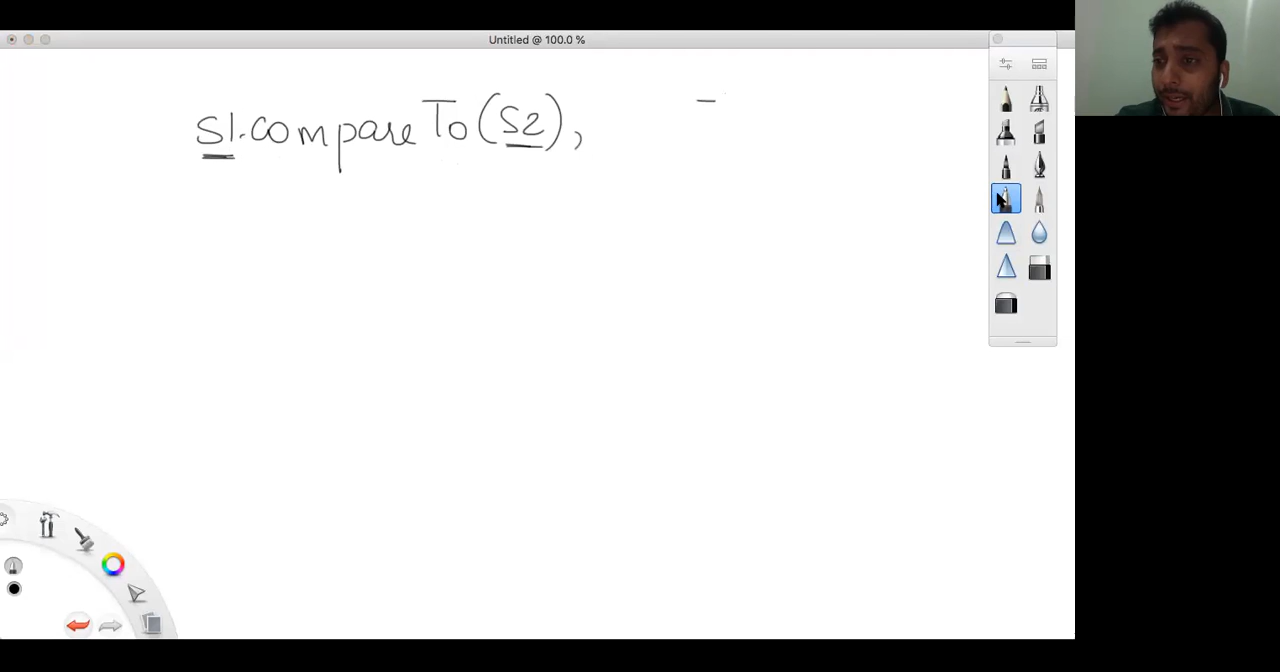 Untitled @ 100.0 %
S1.compareTo(S2),
-